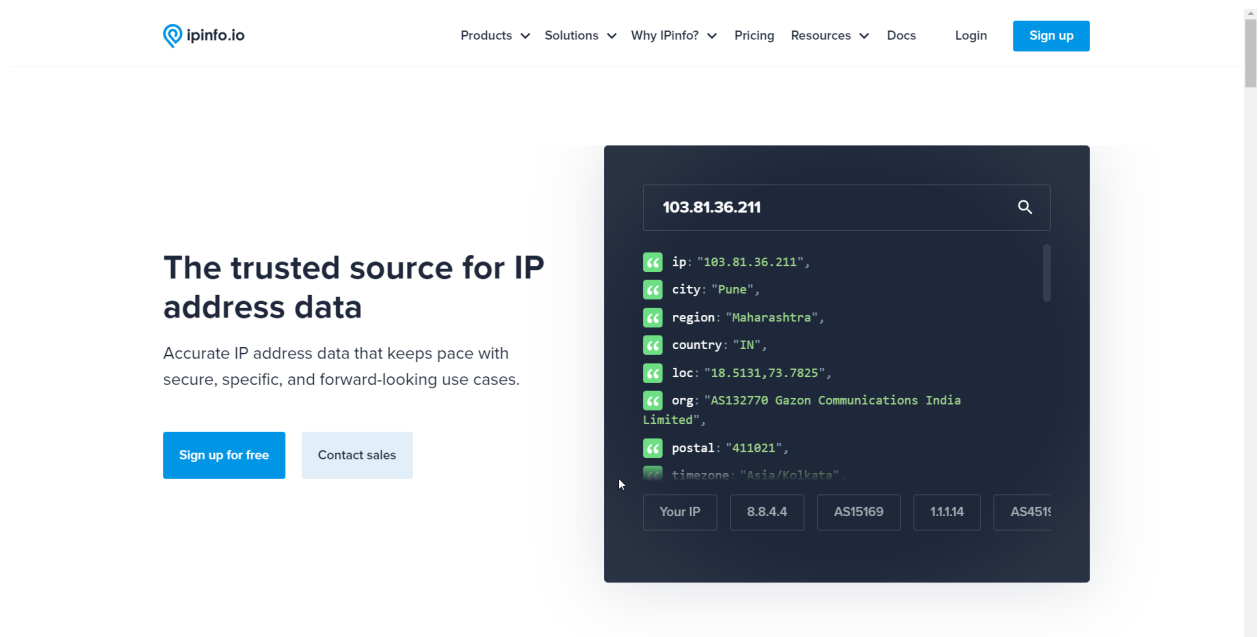 ipinfo.io
Products Solutions Why IPinfo? Pricing Resources Docs Login Sign up
The trusted source for IP
address data
Accurate IP address data that keeps pace with
secure, specific, and forward-looking use cases.
Sign up for free Contact sales
103.81.36.211
ip: "103.81.36.211",
city: "Pune",
region: "Maharashtra",
country: "IN",
loc: "18.5131,73.7825",
org: "AS132770 Gazon Communications India
Limited",
postal: "411021",
timezone: "Asia/Kolkata",
Your IP 8.8.4.4 AS15169 1.1.1.14 AS4519